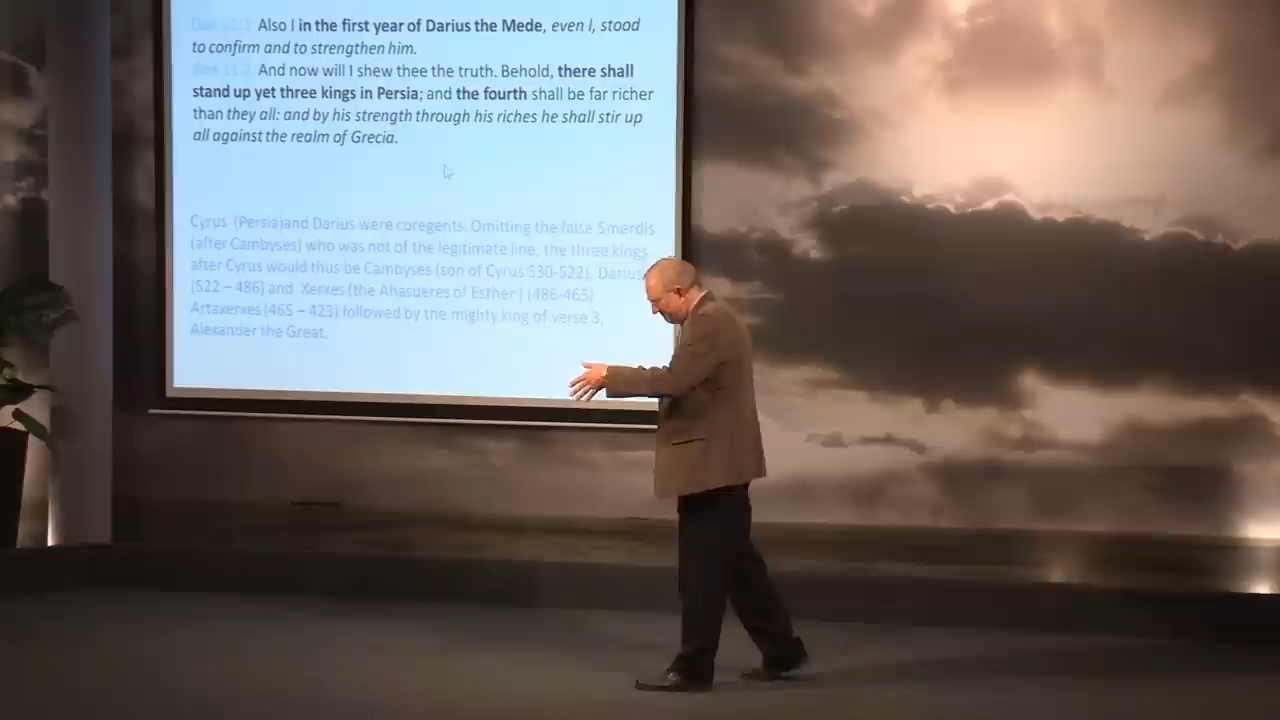 Dan 11:1 Also I in the first year of Darius the Mede, even I, stood
to confirm and to strengthen him.
Dan 11:2 And now will I shew thee the truth. Behold, there shall
stand up yet three kings in Persia; and the fourth shall be far richer
than they all: and by his strength through his riches he shall stir up
all against the realm of Grecia.
Cyrus (Persia)and Darius were coregents. Omitting the false Smerdis
(after Cambyses) who was not of the legitimate line, the three kings
after Cyrus would thus be Cambyses (son of Cyrus 530-522), Darius
(522 – 486) and Xerxes (the Ahasueres of Esther ) (486-465)
Artaxerxes (465 – 423) followed by the mighty king of verse 3,
Alexander the Great.